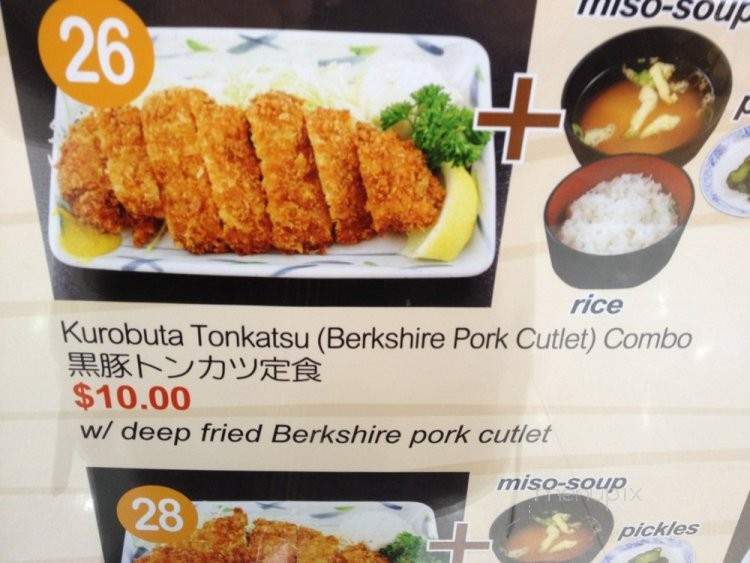 26
miso-soup
rice
Kurobuta Tonkatsu (Berkshire Pork Cutlet) Combo
黒豚トンカツ定食
$10.00
w/ deep fried Berkshire pork cutlet
28
miso-soup
menupix
pickles